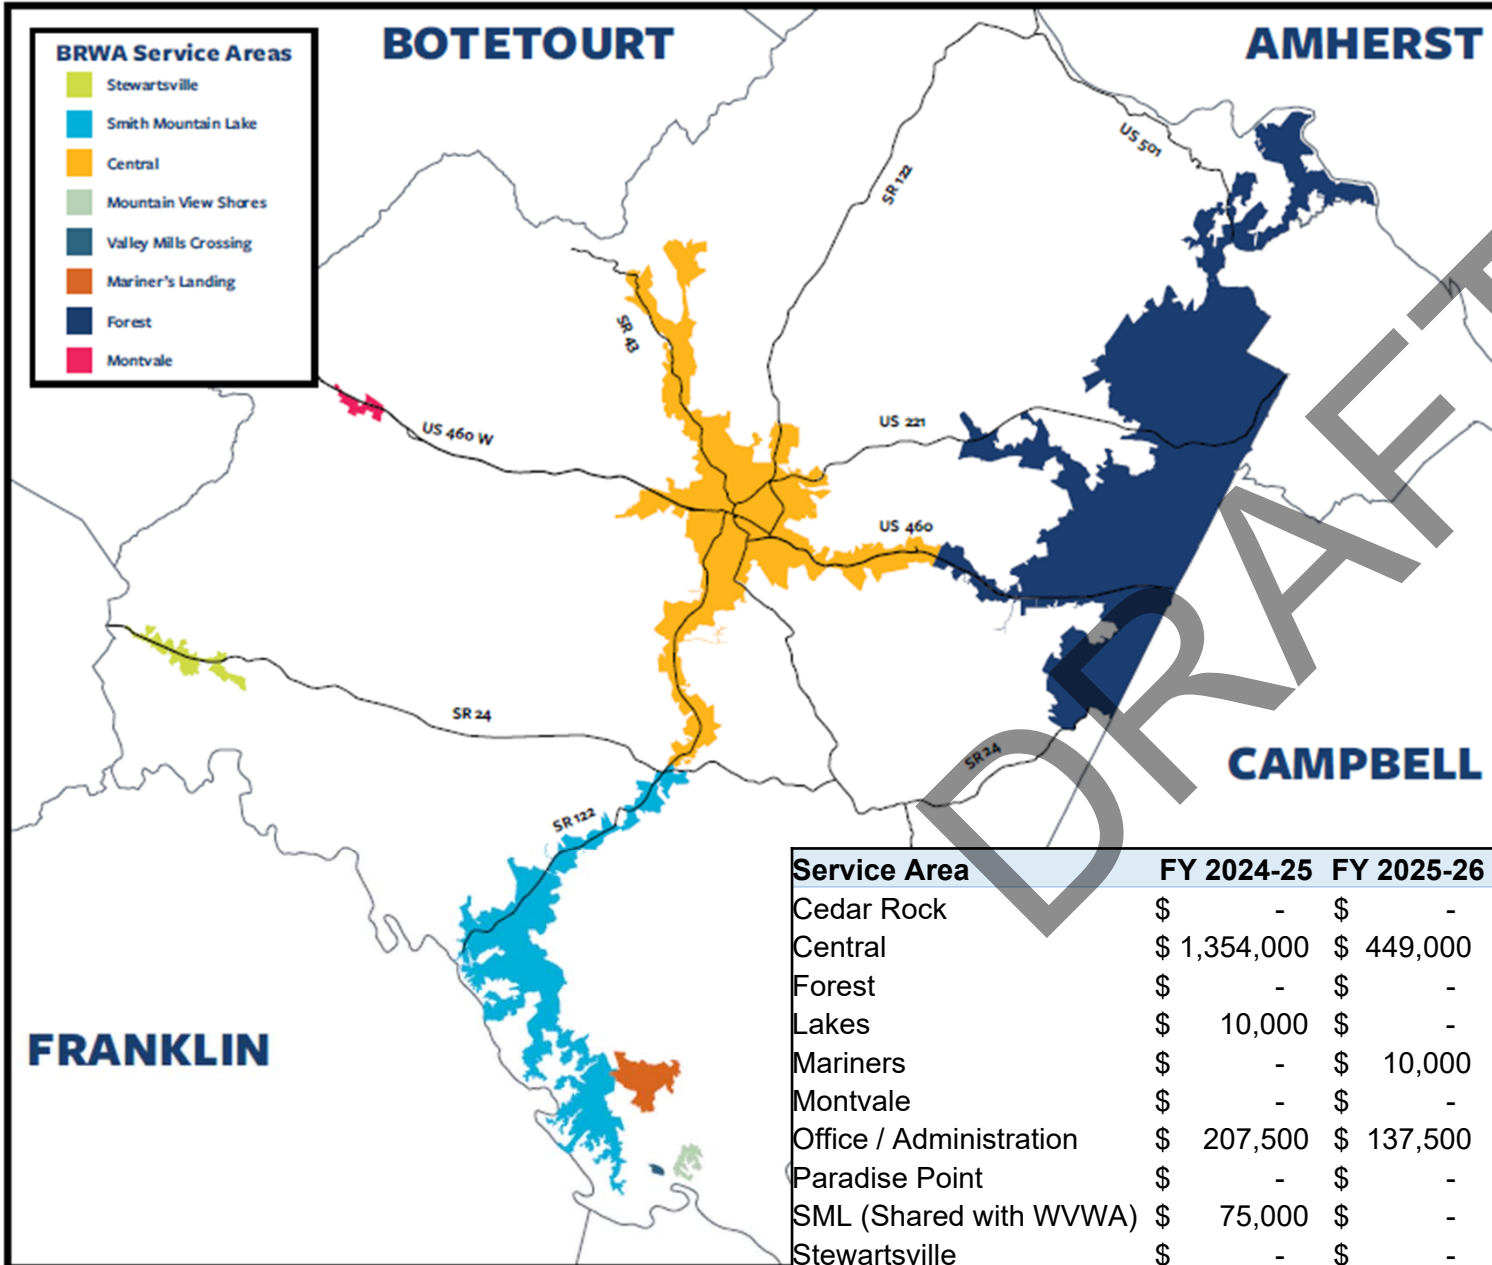 BOTETOURT
AMHERST
BRWA Service Areas
Stewartsville
Smith Mountain Lake
Central
Mountain View Shores
Valley Mills Crossing
Mariner's Landing
Forest
Montvale
US 501
SR 122
SR 43
US 460 W
US 221
US 460
SR 24
SR 24
SR 122
CAMPBELL
FRANKLIN
DRAFT
Service Area FY 2024-25 FY 2025-26
Cedar Rock $ - $ -
Central $ 1,354,000 $ 449,000
Forest $ - $ -
Lakes $ 10,000 $ -
Mariners $ - $ 10,000
Montvale $ - $ -
Office / Administration $ 207,500 $ 137,500
Paradise Point $ - $ -
SML (Shared with WVWA) $ 75,000 $ -
Stewartsville $ - $ -